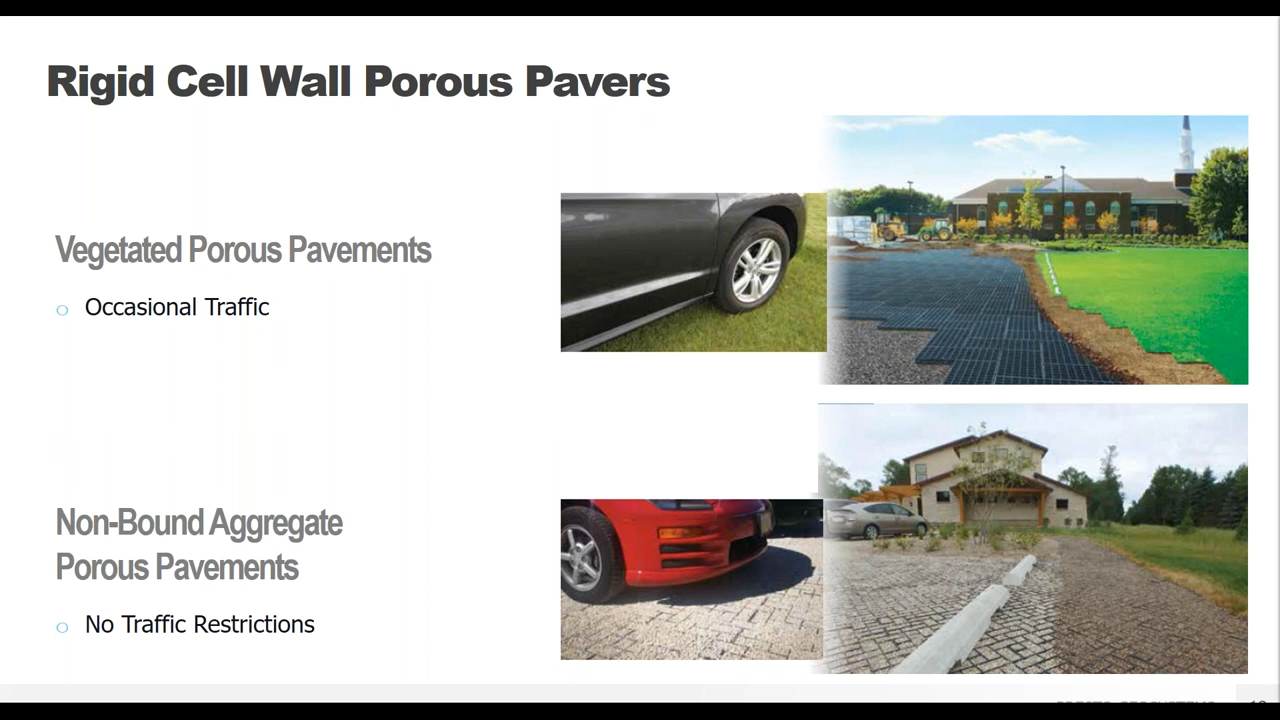 Rigid Cell Wall Porous Pavers
Vegetated Porous Pavements
Occasional Traffic
Non-Bound Aggregate
Porous Pavements
No Traffic Restrictions